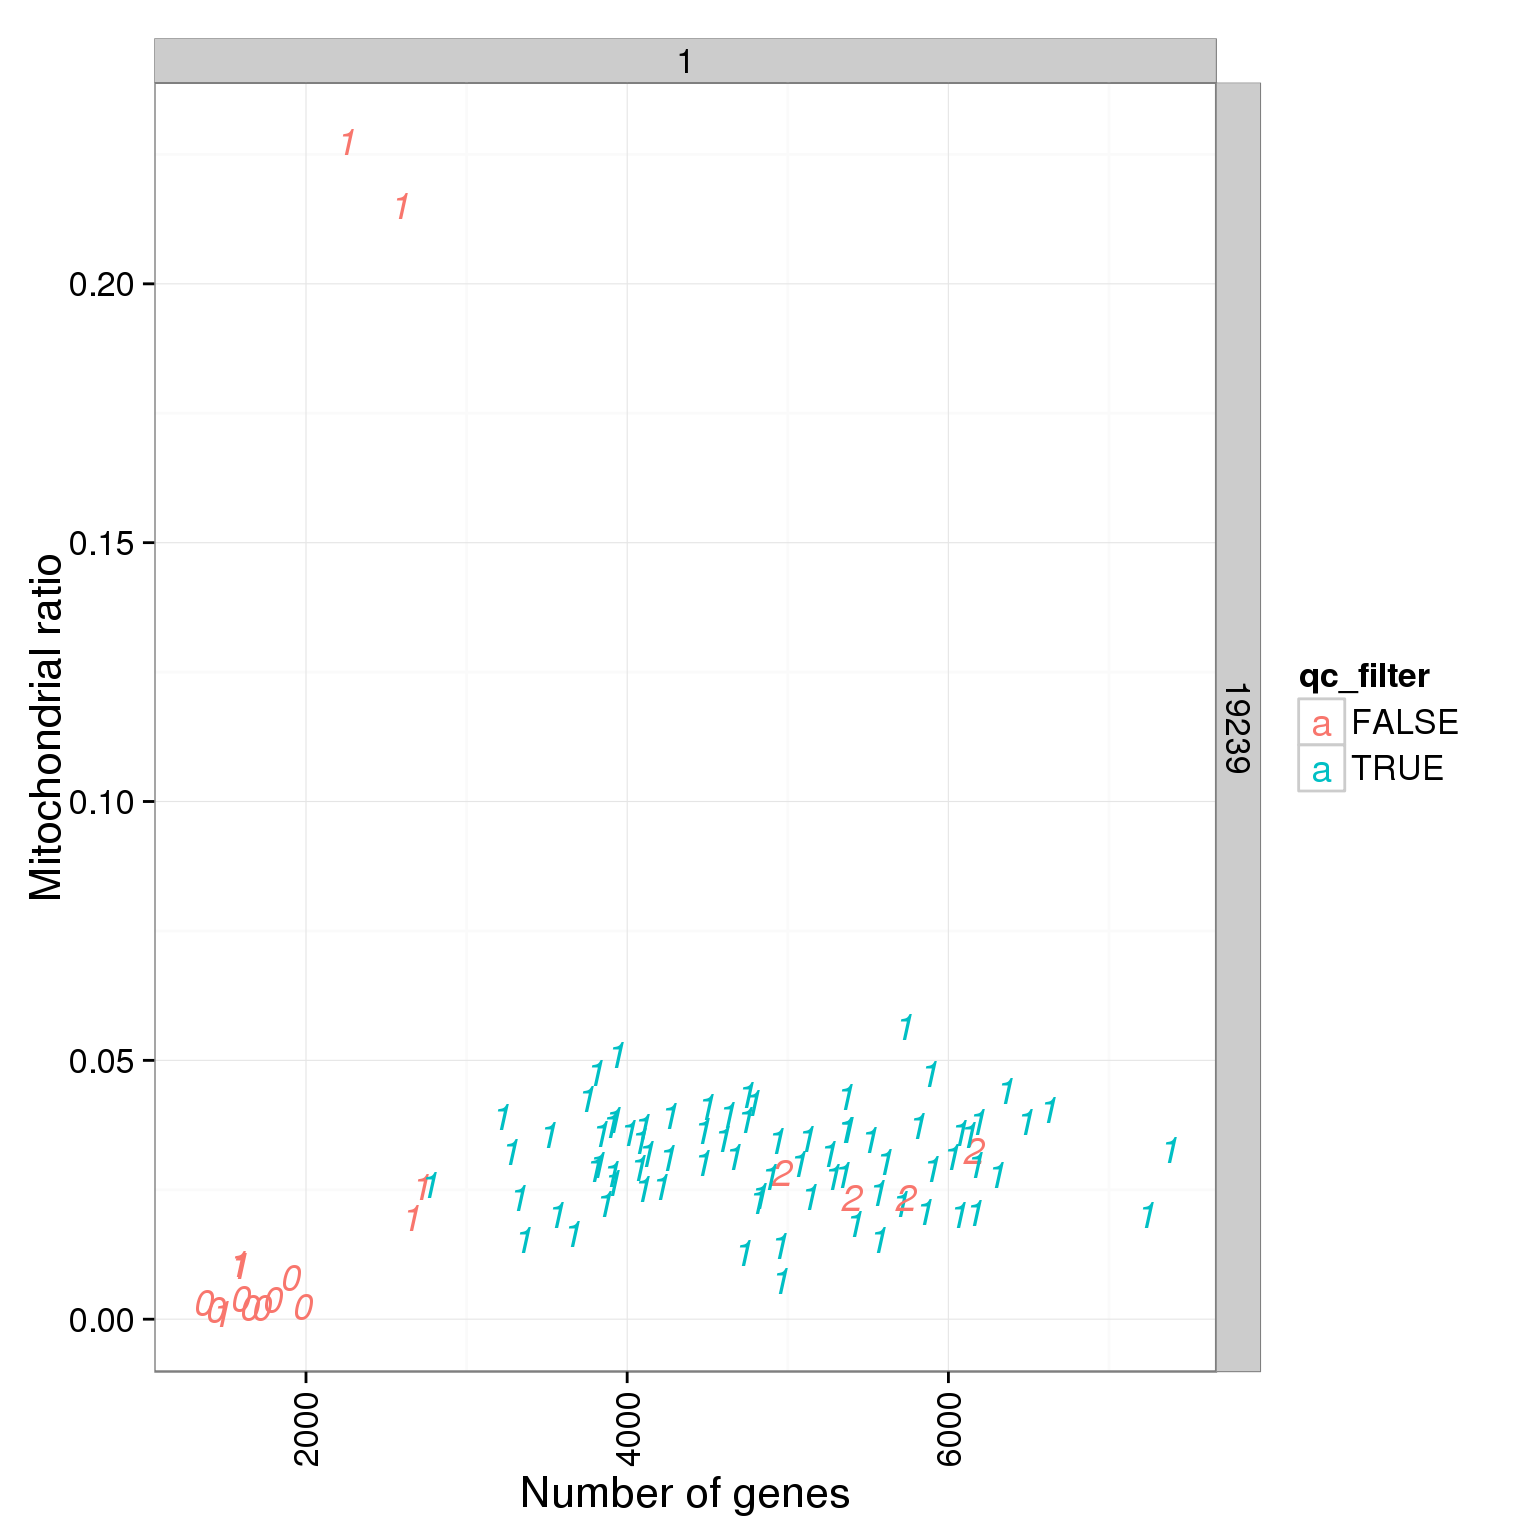 1
0.20
0.15
0.10
0.05
0.00
Mitochondrial ratio
2000
4000
6000
Number of genes
19239
qc_filter
a FALSE
a TRUE